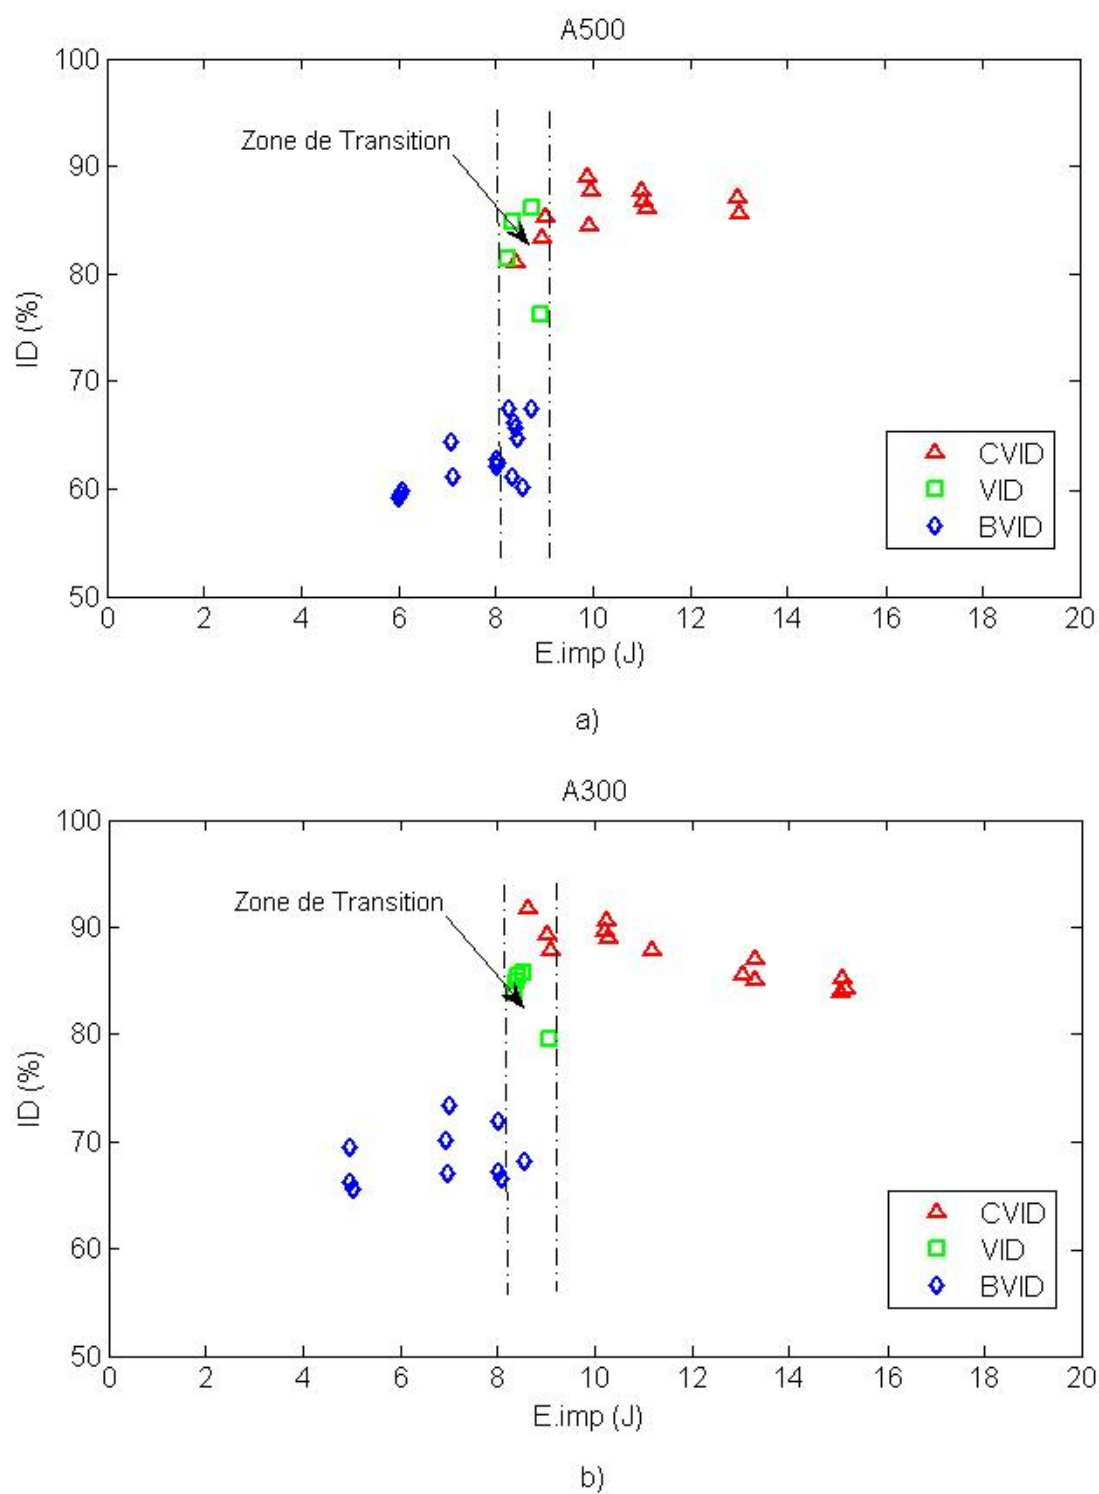 A500
100
90
80
70
60
50
ID (%)
Zone de Transition
CVID
VID
BVID
0 2 4 6 8 10 12 14 16 18 20
E.imp (J)
a)
A300
100
90
80
70
60
50
ID (%)
Zone de Transition
CVID
VID
BVID
0 2 4 6 8 10 12 14 16 18 20
E.imp (J)
b)